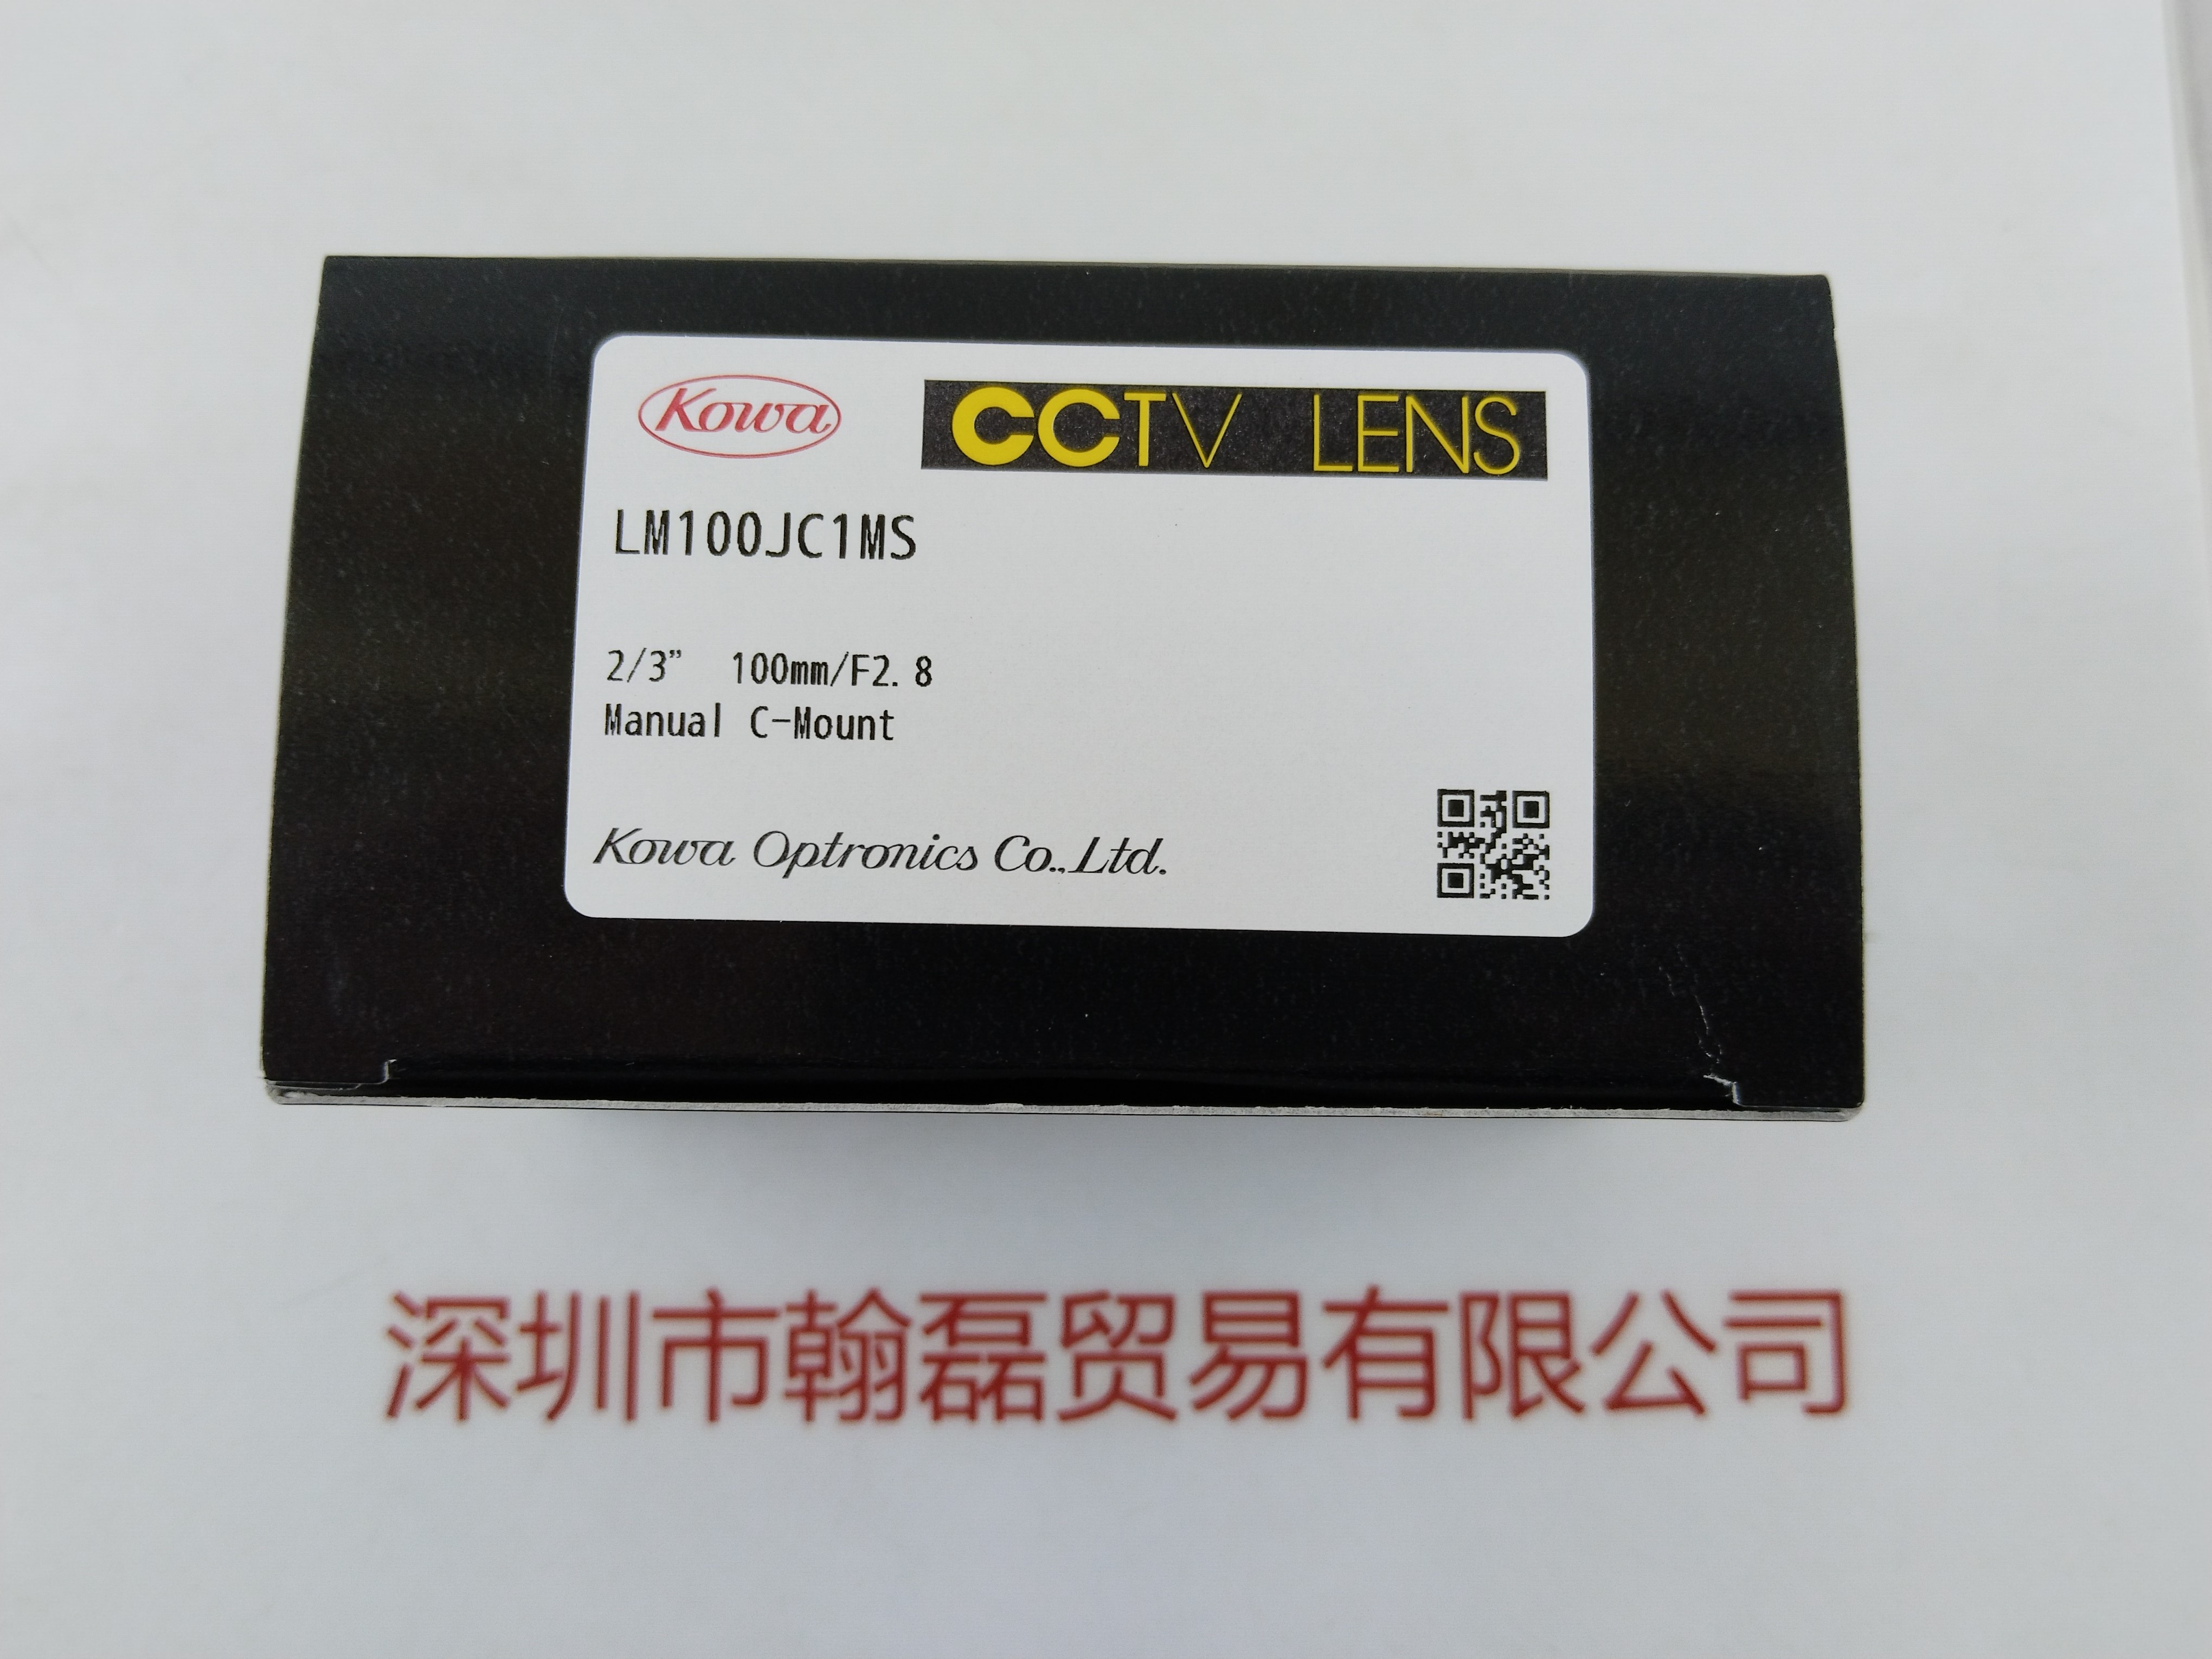 Kowa
CCTV LENS
LM100JC1MS
2/3” 100mm/F2.8
Manual C-Mount
Kowa Optronics Co.,Ltd.
深圳市翰磊贸易有限公司